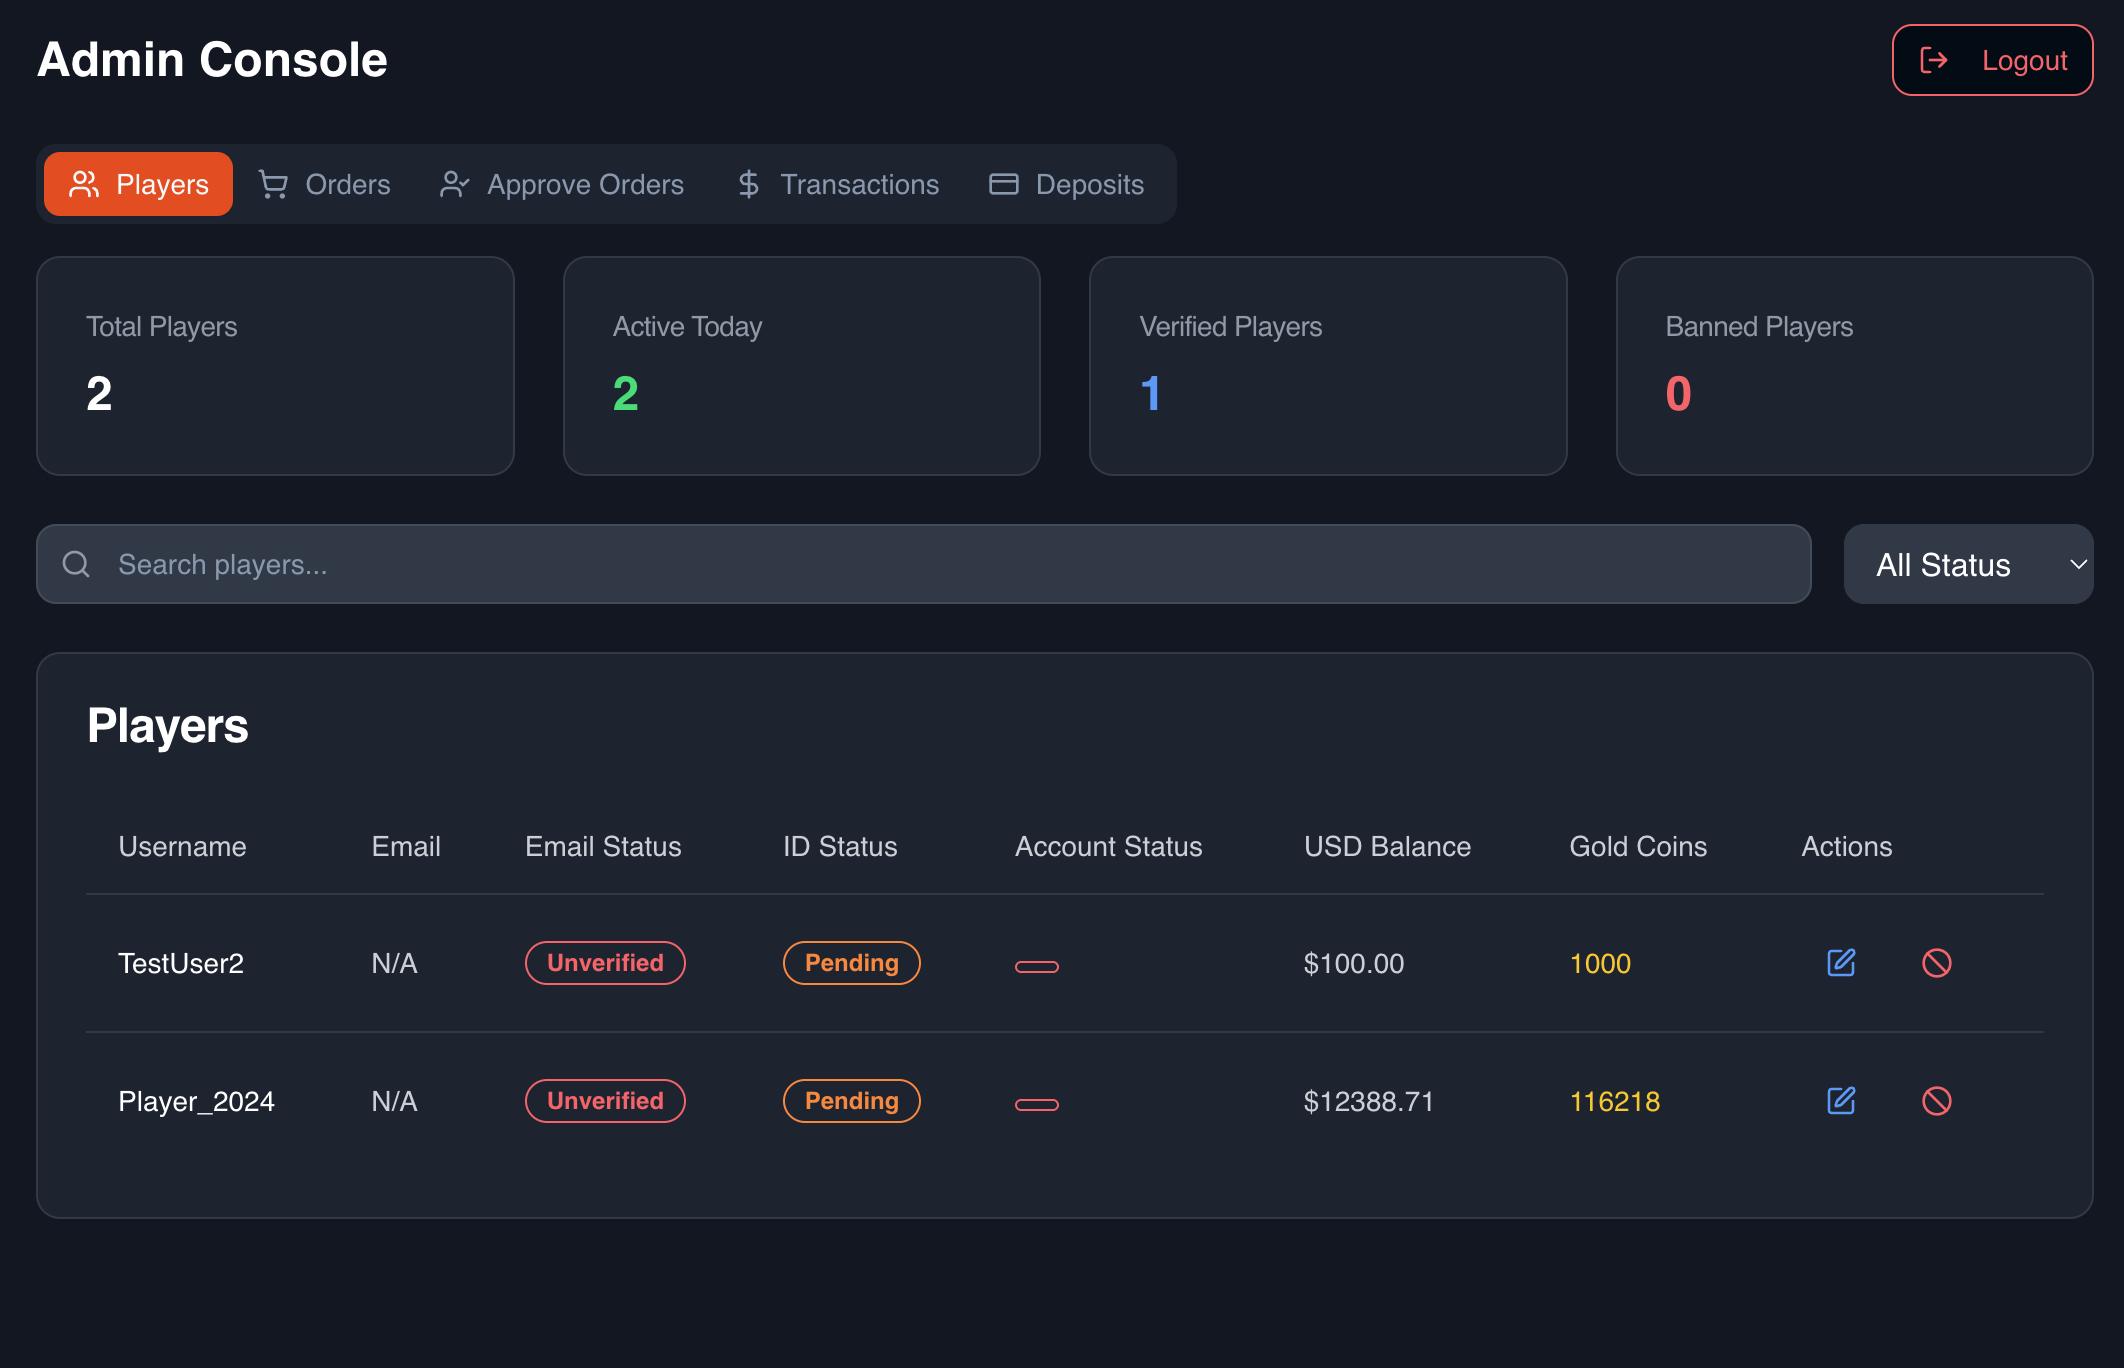 Admin Console
Logout
Players
Orders
Approve Orders
Transactions
Deposits
Total Players
2
Active Today
2
Verified Players
1
Banned Players
0
Search players...
All Status
Players
Username Email Email Status ID Status Account Status USD Balance Gold Coins Actions
TestUser2 N/A Unverified Pending $100.00 1000
Player_2024 N/A Unverified Pending $12388.71 116218